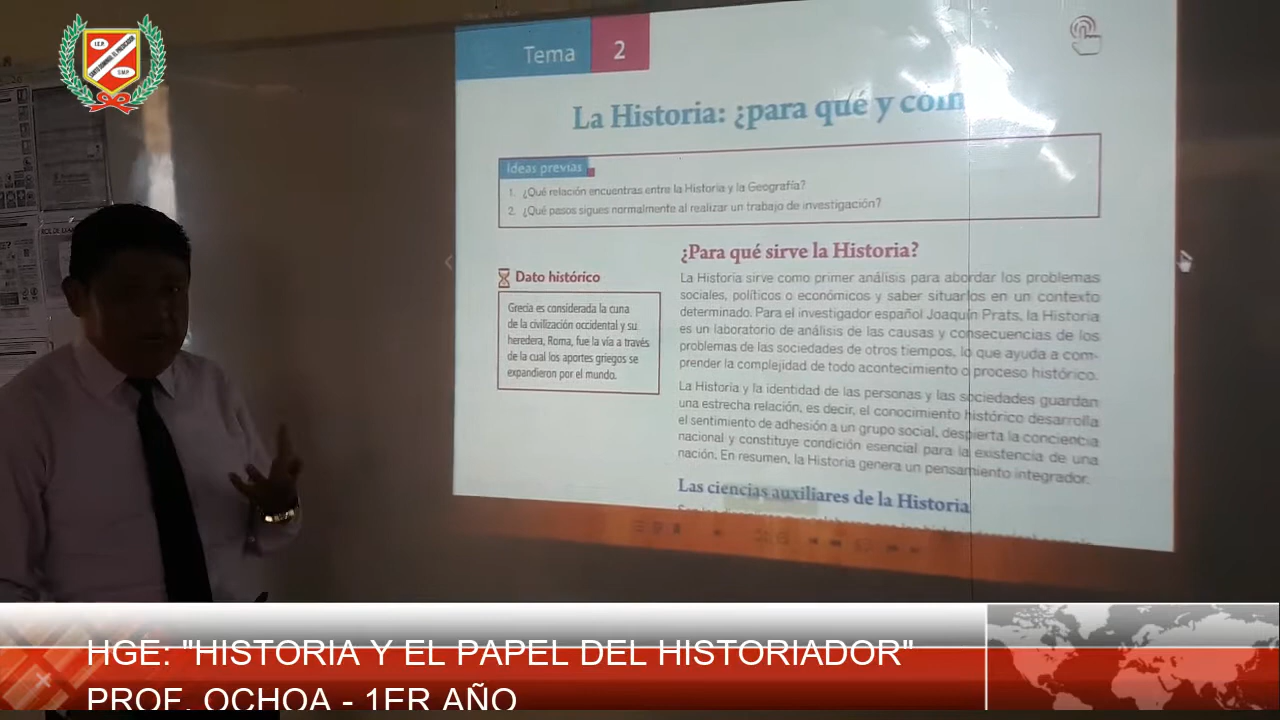 I.E.P.
SANTO DOMINGO, EL PREDICADOR
S.M.P.
Tema 2
La Historia: ¿para qué y cóm
Ideas previas
1. ¿Qué relación encuentras entre la Historia y la Geografía?
2. ¿Qué pasos sigues normalmente al realizar un trabajo de investigación?
Dato histórico
Grecia es considerada la cuna
de la civilización occidental y su
heredera, Roma, fue la vía a través
de la cual los aportes griegos se
expandieron por el mundo.
¿Para qué sirve la Historia?
La Historia sirve como primer análisis para abordar los problemas
sociales, políticos o económicos y saber situarlos en un contexto
determinado. Para el investigador español Joaquín Prats, la Historia
es un laboratorio de análisis de las causas y consecuencias de los
problemas de las sociedades de otros tiempos, lo que ayuda a com-
prender la complejidad de todo acontecimiento o proceso histórico.
La Historia y la identidad de las personas y las sociedades guardan
una estrecha relación, es decir, el conocimiento histórico desarrolla
el sentimiento de adhesión a un grupo social, despierta la conciencia
nacional y constituye condición esencial para la existencia de una
nación. En resumen, la Historia genera un pensamiento integrador.
Las ciencias auxiliares de la Historia
HGE: "HISTORIA Y EL PAPEL DEL HISTORIADOR"
PROF. OCHOA - 1ER AÑO